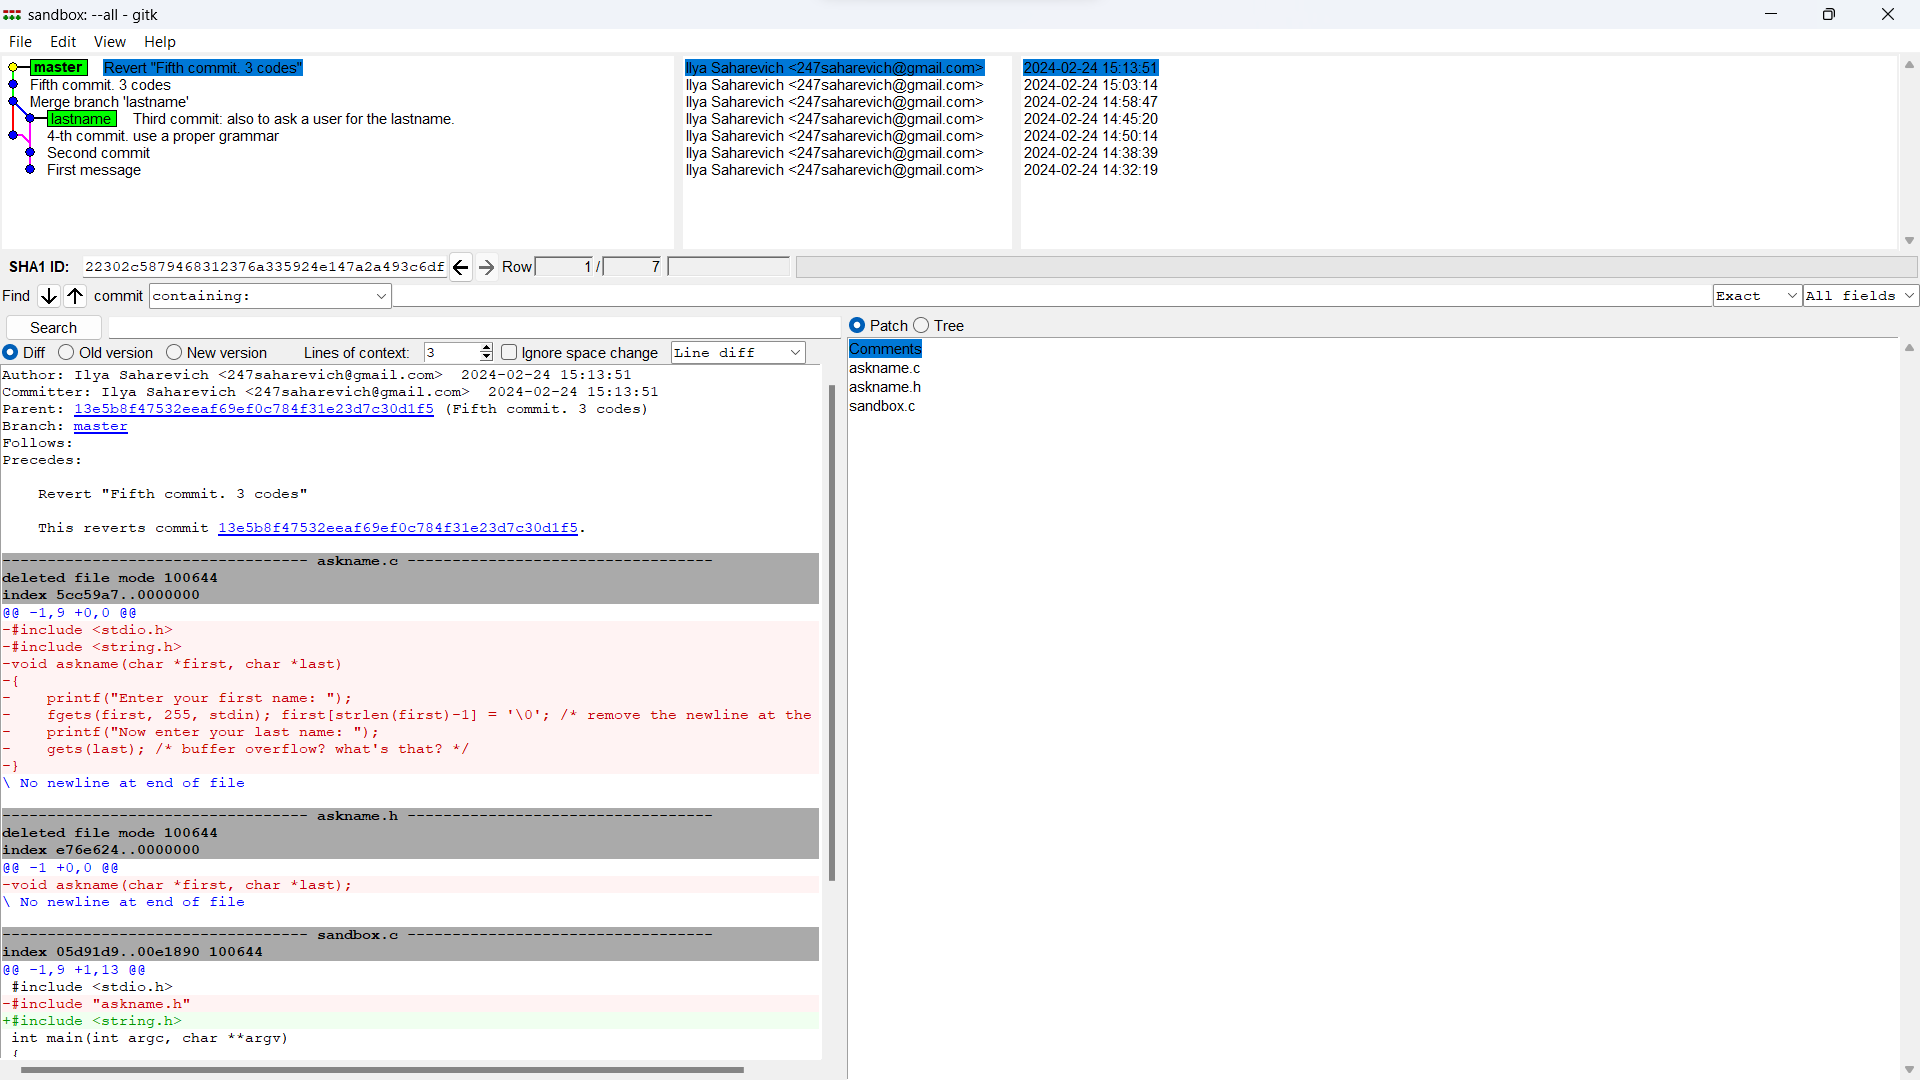 sandbox: --all - gitk
File Edit View Help
master Revert "Fifth commit. 3 codes" Ilya Saharevich <247saharevich@gmail.com> 2024-02-24 15:13:51
Fifth commit. 3 codes Ilya Saharevich <247saharevich@gmail.com> 2024-02-24 15:03:14
Merge branch 'lastname' Ilya Saharevich <247saharevich@gmail.com> 2024-02-24 14:58:47
lastname Third commit: also to ask a user for the lastname. Ilya Saharevich <247saharevich@gmail.com> 2024-02-24 14:45:20
4-th commit. use a proper grammar Ilya Saharevich <247saharevich@gmail.com> 2024-02-24 14:50:14
Second commit Ilya Saharevich <247saharevich@gmail.com> 2024-02-24 14:38:39
First message Ilya Saharevich <247saharevich@gmail.com> 2024-02-24 14:32:19
SHA1 ID: 22302c5879468312376a335924e147a2a493c6df Row 1 / 7
Find commit containing: Exact All fields
Search
Patch Tree
Diff Old version New version Lines of context: 3 Ignore space change Line diff
Comments
askname.c
askname.h
sandbox.c
Author: Ilya Saharevich <247saharevich@gmail.com>  2024-02-24 15:13:51
Committer: Ilya Saharevich <247saharevich@gmail.com>  2024-02-24 15:13:51
Parent: 13e5b8f47532eeaf69ef0c784f31e23d7c30d1f5 (Fifth commit. 3 codes)
Branch: master
Follows:
Precedes:
    Revert "Fifth commit. 3 codes"
    This reverts commit 13e5b8f47532eeaf69ef0c784f31e23d7c30d1f5.
---------------------------------- askname.c ----------------------------------
deleted file mode 100644
index 5cc59a7..0000000
@@ -1,9 +0,0 @@
-#include <stdio.h>
-#include <string.h>
-void askname(char *first, char *last)
-{
-    printf("Enter your first name: ");
-    fgets(first, 255, stdin); first[strlen(first)-1] = '\0'; /* remove the newline at the
-    printf("Now enter your last name: ");
-    gets(last); /* buffer overflow? what's that? */
-}
\ No newline at end of file
---------------------------------- askname.h ----------------------------------
deleted file mode 100644
index e76e624..0000000
@@ -1 +0,0 @@
-void askname(char *first, char *last);
\ No newline at end of file
---------------------------------- sandbox.c ----------------------------------
index 05d91d9..00e1890 100644
@@ -1,9 +1,13 @@
 #include <stdio.h>
-#include "askname.h"
+#include <string.h>
 int main(int argc, char **argv)
 {